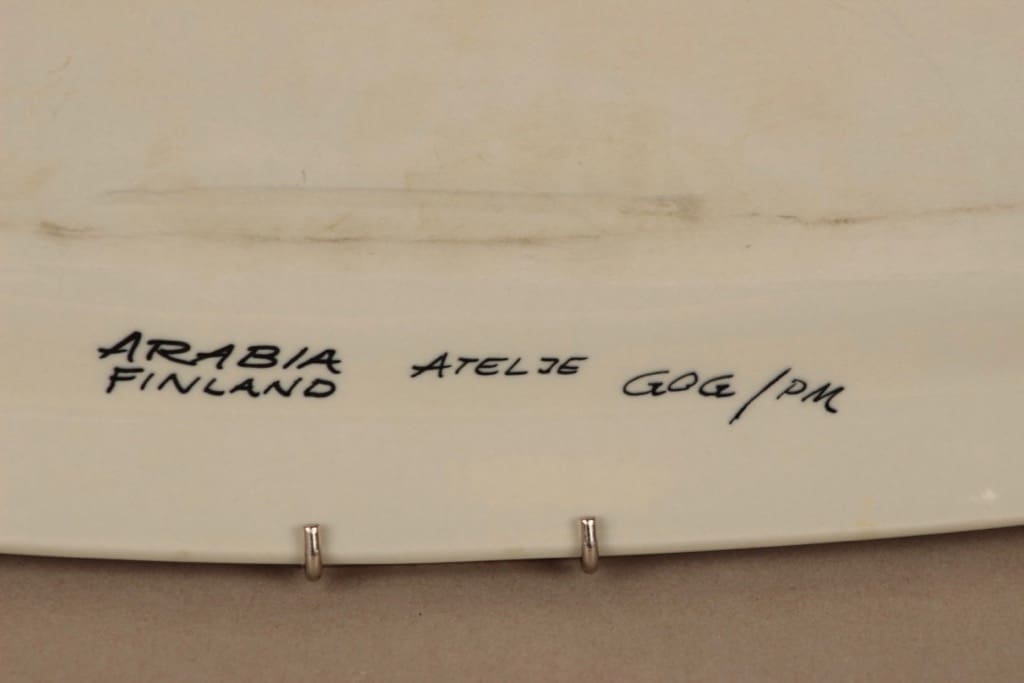 ARABIA
FINLAND
ATELJE
GOG/PM